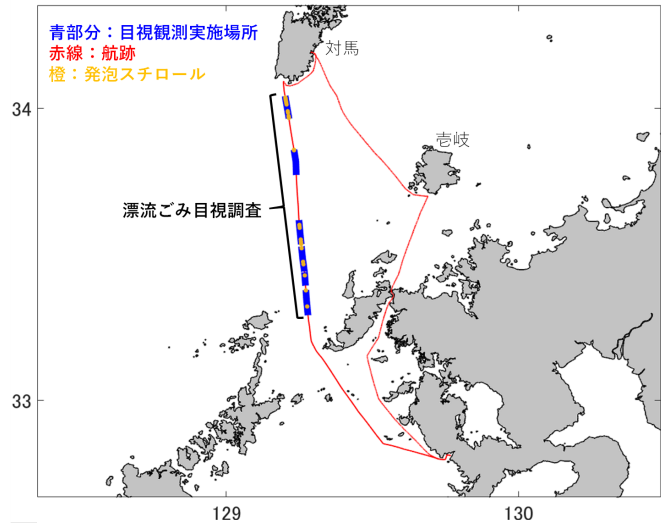 青部分：目視観測実施場所
赤線：航跡
橙：発泡スチロール
対馬
34
壱岐
漂流ごみ目視調査
33
129
130